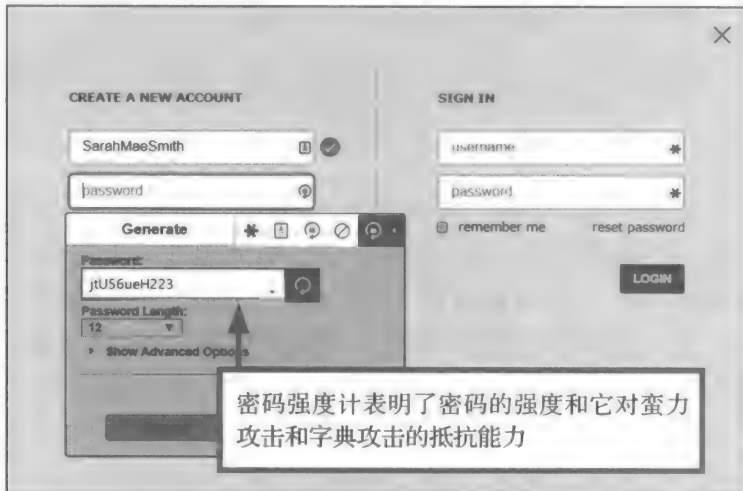 CREATE A NEW ACCOUNT
SarahMaeSmith
password
Generate
Password:
jtUS6ueH223
Password Length:
12
Show Advanced Options
SIGN IN
username
password
remember me
reset password
LOGIN
密码强度计表明了密码的强度和它对蛮力
攻击和字典攻击的抵抗能力